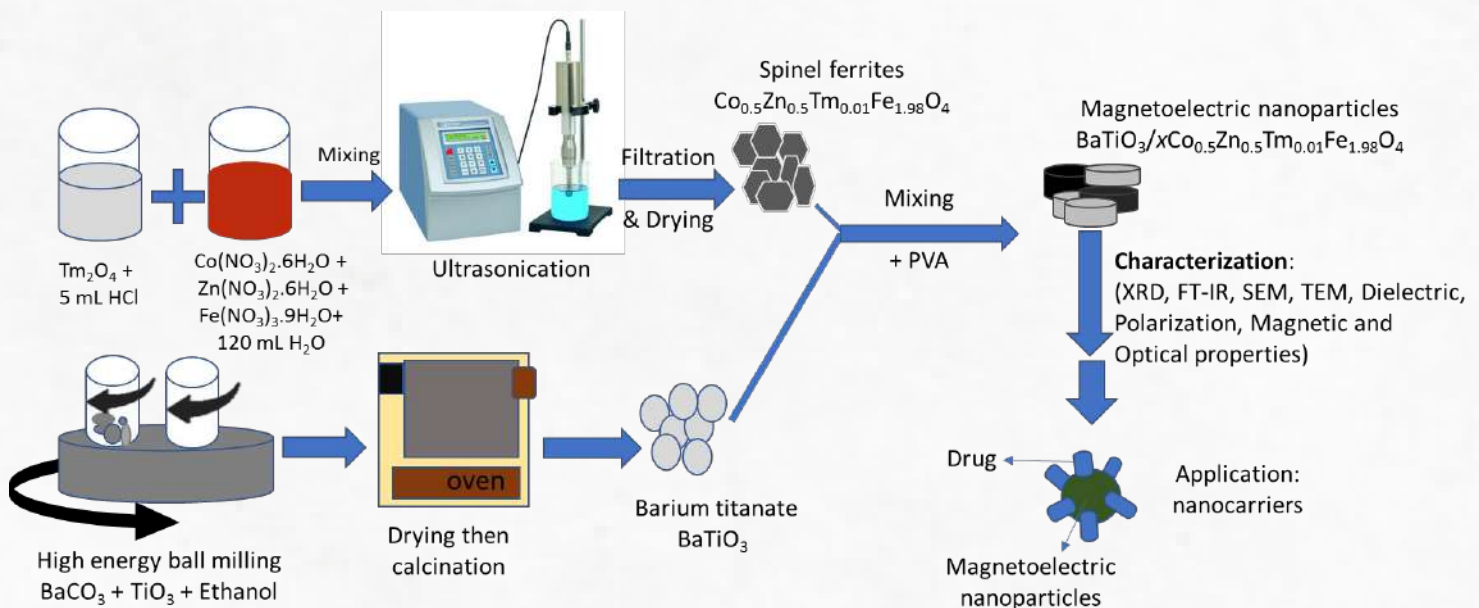 Tm₂O₄ +
5 mL HCl
Co(NO₃)₂.6H₂O +
Zn(NO₃)₂.6H₂O +
Fe(NO₃)₃.9H₂O+
120 mL H₂O
Mixing
Ultrasonication
Filtration
& Drying
Spinel ferrites
Co₀.₅Zn₀.₅Tm₀.₀₁Fe₁.₉₈O₄
High energy ball milling
BaCO₃ + TiO₃ + Ethanol
oven
Drying then
calcination
Barium titanate
BaTiO₃
Mixing
+ PVA
Magnetoelectric nanoparticles
BaTiO₃/xCo₀.₅Zn₀.₅Tm₀.₀₁Fe₁.₉₈O₄
Characterization:
(XRD, FT-IR, SEM, TEM, Dielectric,
Polarization, Magnetic and
Optical properties)
Drug
Application:
nanocarriers
Magnetoelectric
nanoparticles